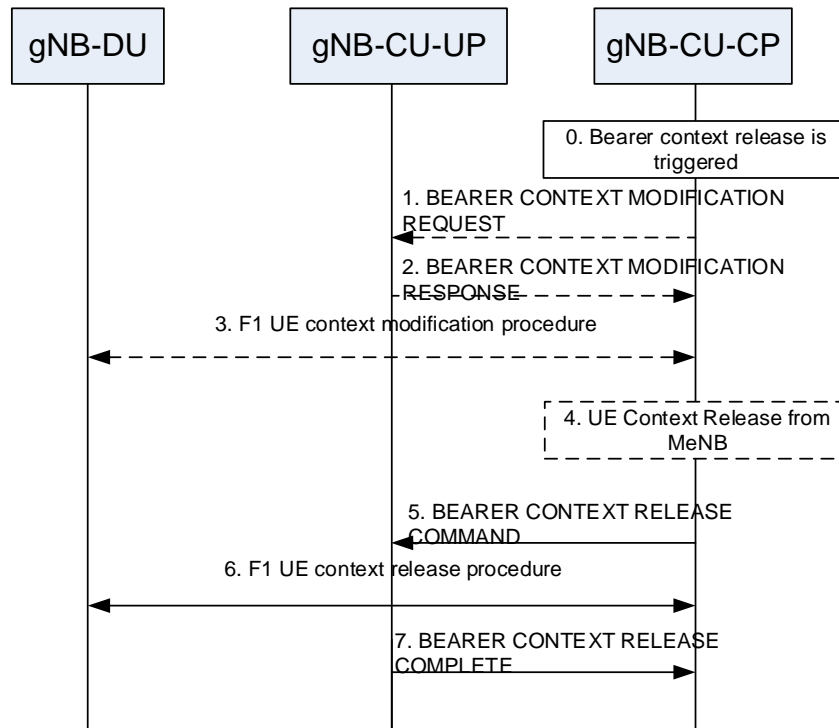 gNB-DU
gNB-CU-UP
gNB-CU-CP
0. Bearer context release is
triggered
1. BEARER CONTEXT MODIFICATION
REQUEST
2. BEARER CONTEXT MODIFICATION
RESPONSE
3. F1 UE context modification procedure
4. UE Context Release from
MeNB
5. BEARER CONTEXT RELEASE
COMMAND
6. F1 UE context release procedure
7. BEARER CONTEXT RELEASE
COMPLETE